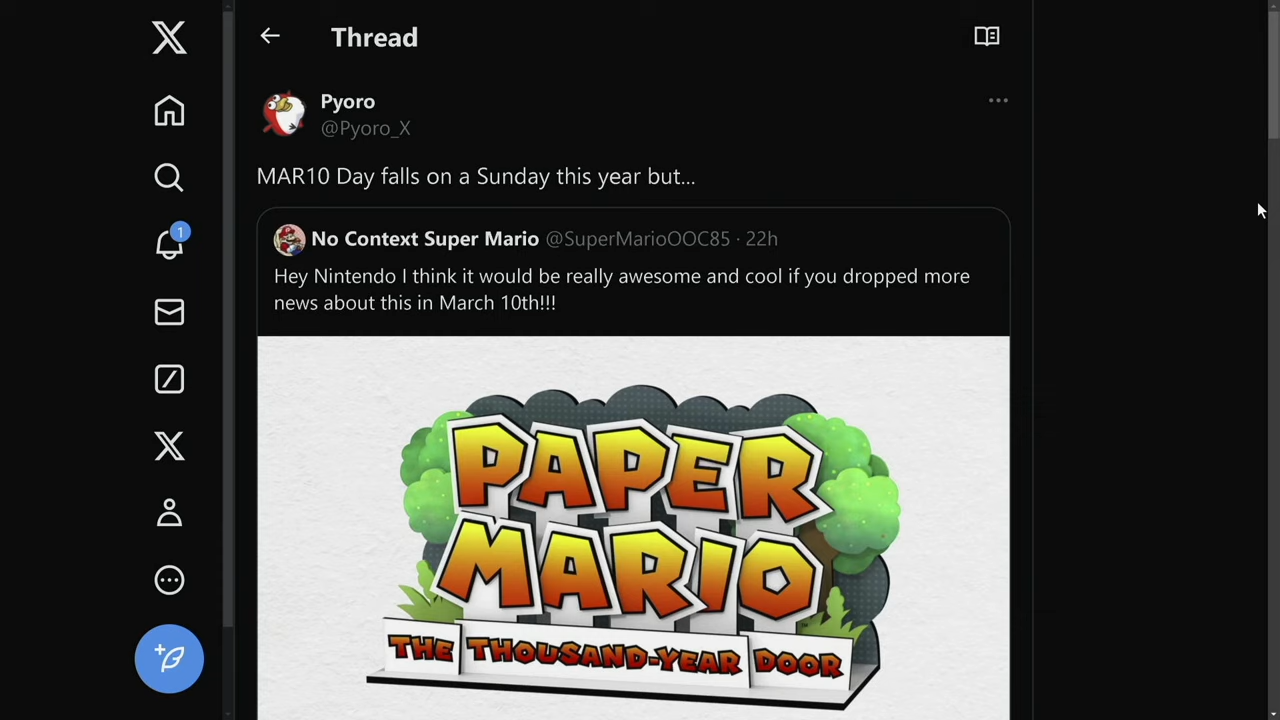 Thread
Pyoro
@Pyoro_X
MAR10 Day falls on a Sunday this year but...
1
No Context Super Mario @SuperMarioOOC85 · 22h
Hey Nintendo I think it would be really awesome and cool if you dropped more
news about this in March 10th!!!
PAPER
MARIO
THE THOUSAND-YEAR DOOR